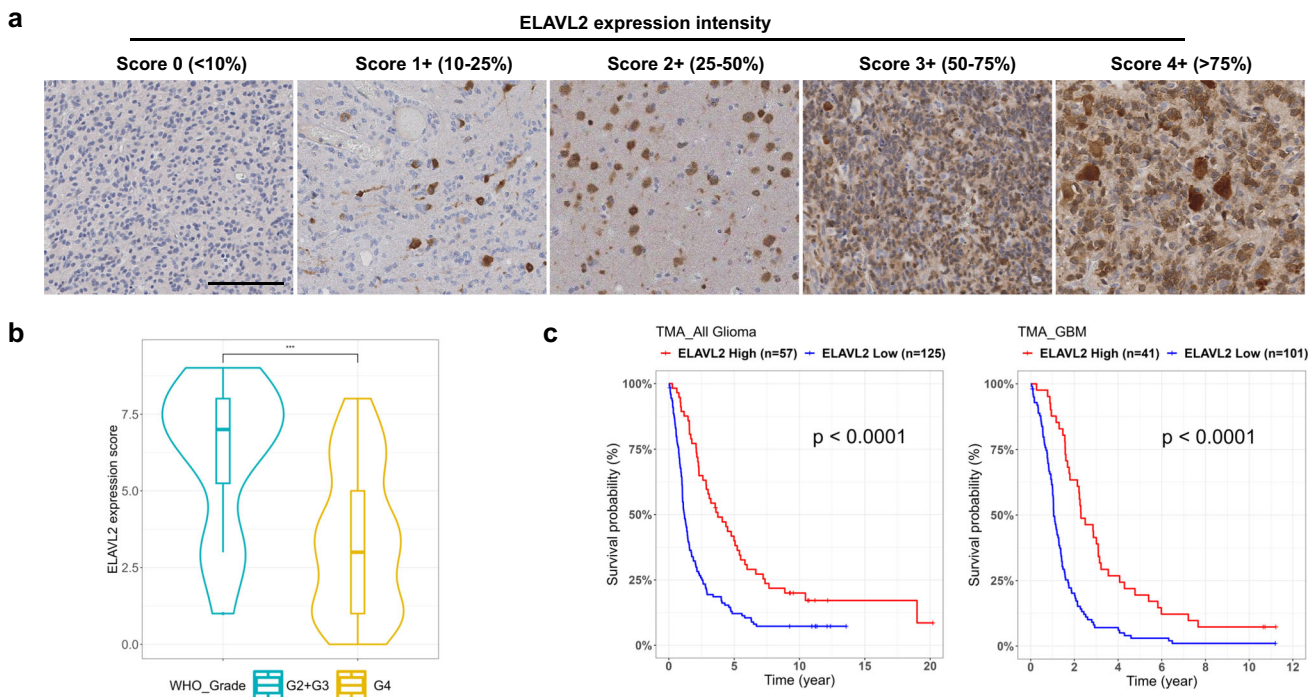 a
ELAVL2 expression intensity
Score 0 (<10%) Score 1+ (10-25%) Score 2+ (25-50%) Score 3+ (50-75%) Score 4+ (>75%)
b
ELAVL2 expression score
7.5
5.0
2.5
0.0
***
WHO_Grade G2+G3 G4
c
TMA_All Glioma
ELAVL2 High (n=57) ELAVL2 Low (n=125)
Survival probability (%)
100%
75%
50%
25%
0%
p < 0.0001
0 5 10 15 20
Time (year)
TMA_GBM
ELAVL2 High (n=41) ELAVL2 Low (n=101)
Survival probability (%)
100%
75%
50%
25%
0%
p < 0.0001
0 2 4 6 8 10 12
Time (year)